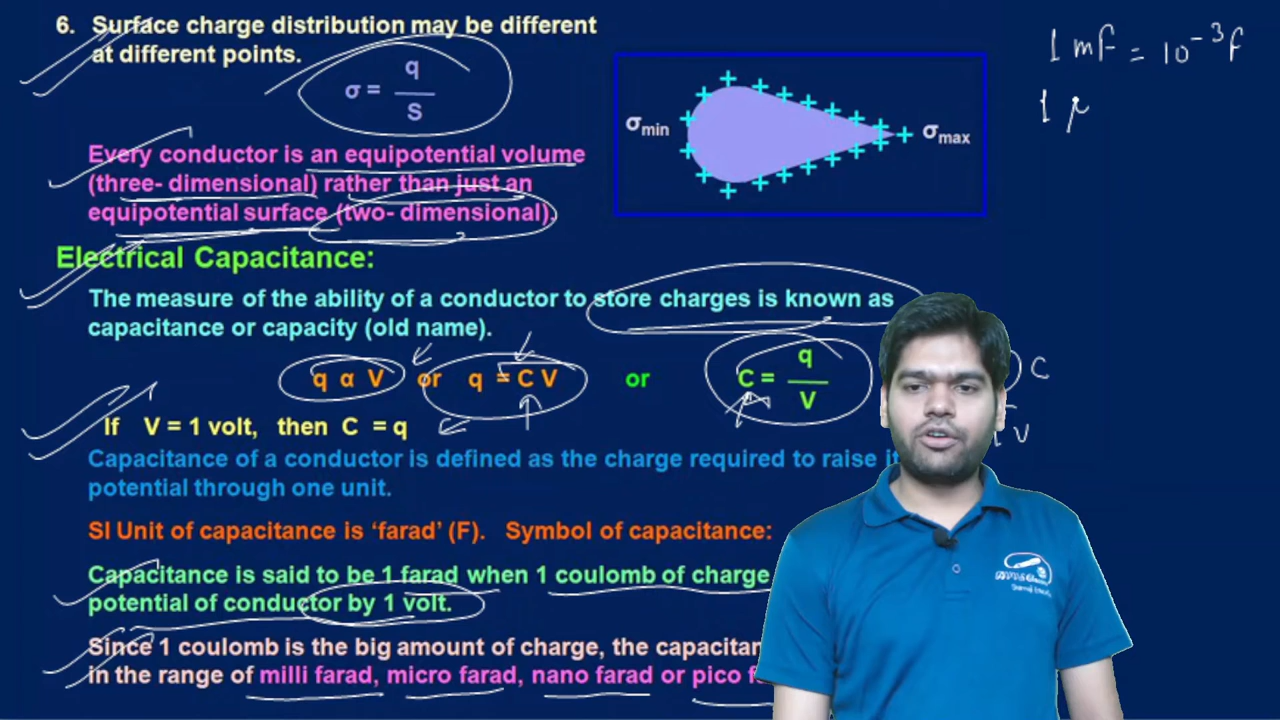 6. Surface charge distribution may be different
at different points.
σ = q / S
σmin
σmax
1 mF = 10⁻³ F
1 μ
Every conductor is an equipotential volume
(three- dimensional) rather than just an
equipotential surface (two- dimensional).
Electrical Capacitance:
The measure of the ability of a conductor to store charges is known as
capacitance or capacity (old name).
q α V or q = C V or C = q / V
C
V
If V = 1 volt, then C = q
Capacitance of a conductor is defined as the charge required to raise
potential through one unit.
SI Unit of capacitance is ‘farad’ (F). Symbol of capacitance:
Capacitance is said to be 1 farad when 1 coulomb of charge
potential of conductor by 1 volt.
Since 1 coulomb is the big amount of charge, the
in the range of milli farad, micro farad, nano farad or pico